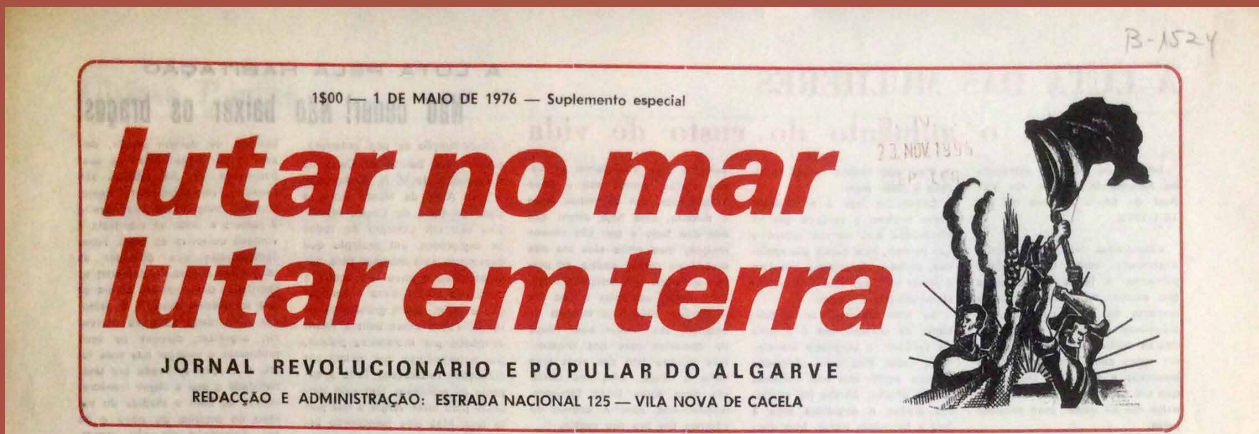 B-1524
1$00 — 1 DE MAIO DE 1976 — Suplemento especial
lutar no mar
lutar em terra
23. NOV. 1995
JORNAL REVOLUCIONÁRIO E POPULAR DO ALGARVE
REDACÇÃO E ADMINISTRAÇÃO: ESTRADA NACIONAL 125 — VILA NOVA DE CACELA